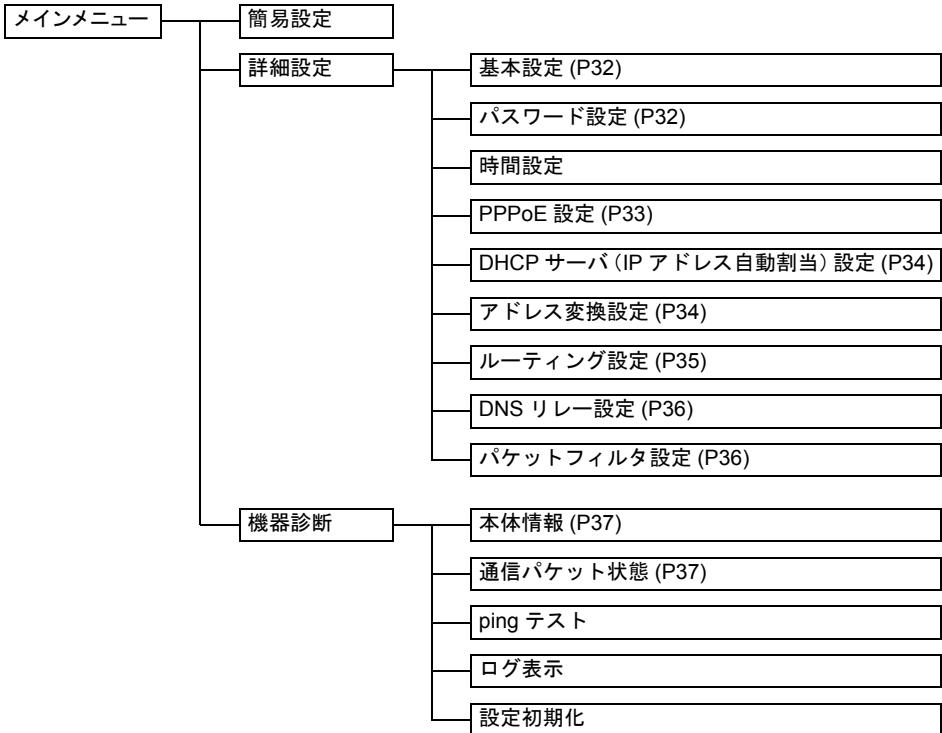 メインメニュー
簡易設定
詳細設定
基本設定 (P32)
パスワード設定 (P32)
時間設定
PPPoE 設定 (P33)
DHCP サーバ（IP アドレス自動割当）設定 (P34)
アドレス変換設定 (P34)
ルーティング設定 (P35)
DNS リレー設定 (P36)
パケットフィルタ設定 (P36)
機器診断
本体情報 (P37)
通信パケット状態 (P37)
ping テスト
ログ表示
設定初期化